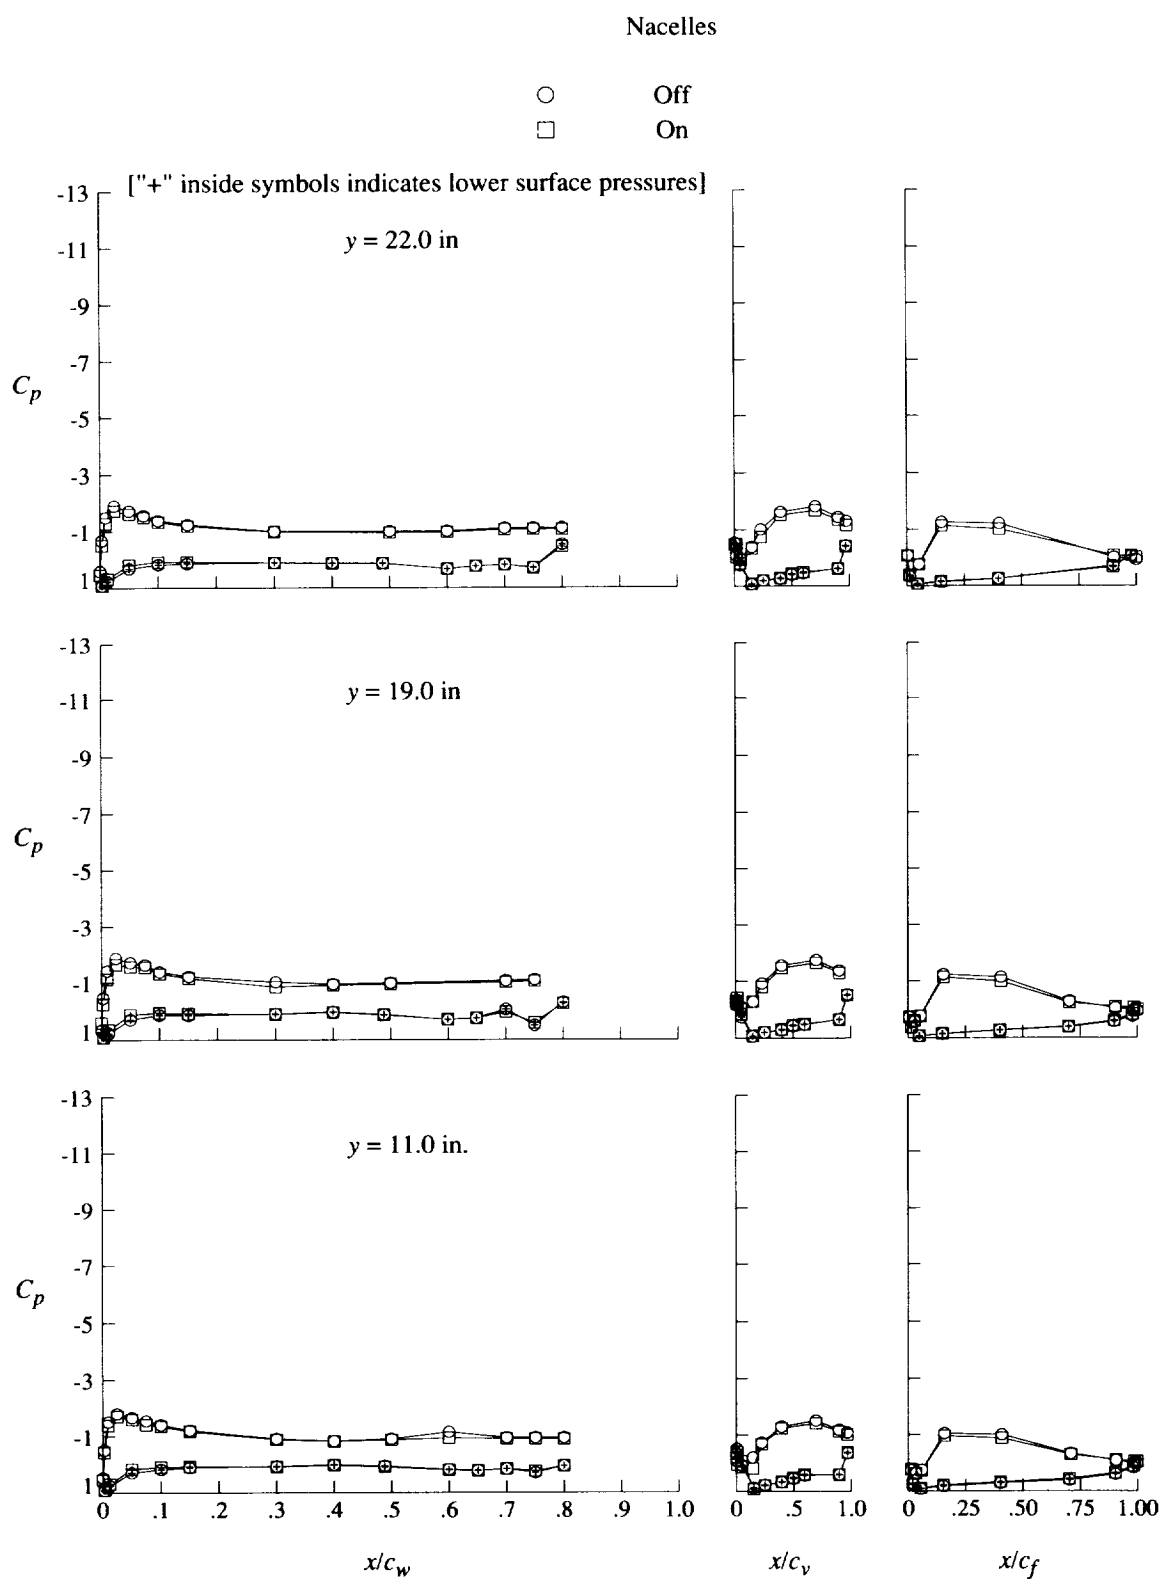 Nacelles
Off
On
["+" inside symbols indicates lower surface pressures]
-13
-11
-9
-7
-5
-3
-1
1
C_p
y = 22.0 in
-13
-11
-9
-7
-5
-3
-1
1
C_p
y = 19.0 in
-13
-11
-9
-7
-5
-3
-1
1
C_p
y = 11.0 in.
0 .1 .2 .3 .4 .5 .6 .7 .8 .9 1.0
0 .5 1.0
0 .25 .50 .75 1.00
x/c_w
x/c_v
x/c_f